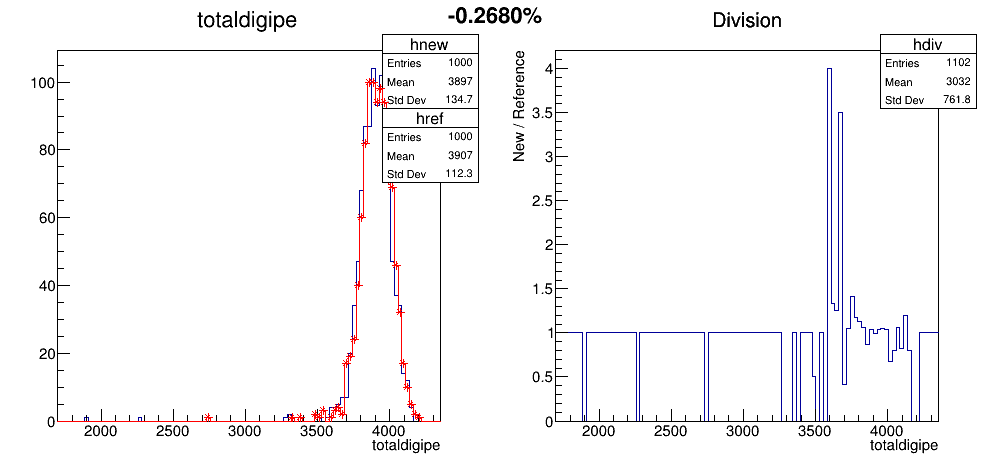 totaldigipe
-0.2680%
Division
hnew
Entries 1000
Mean 3897
Std Dev 134.7
href
Entries 1000
Mean 3907
Std Dev 112.3
100
80
60
40
20
0
2000 2500 3000 3500 4000
totaldigipe
hdiv
Entries 1102
Mean 3032
Std Dev 761.8
New / Reference
4
3.5
3
2.5
2
1.5
1
0.5
0
2000 2500 3000 3500 4000
totaldigipe